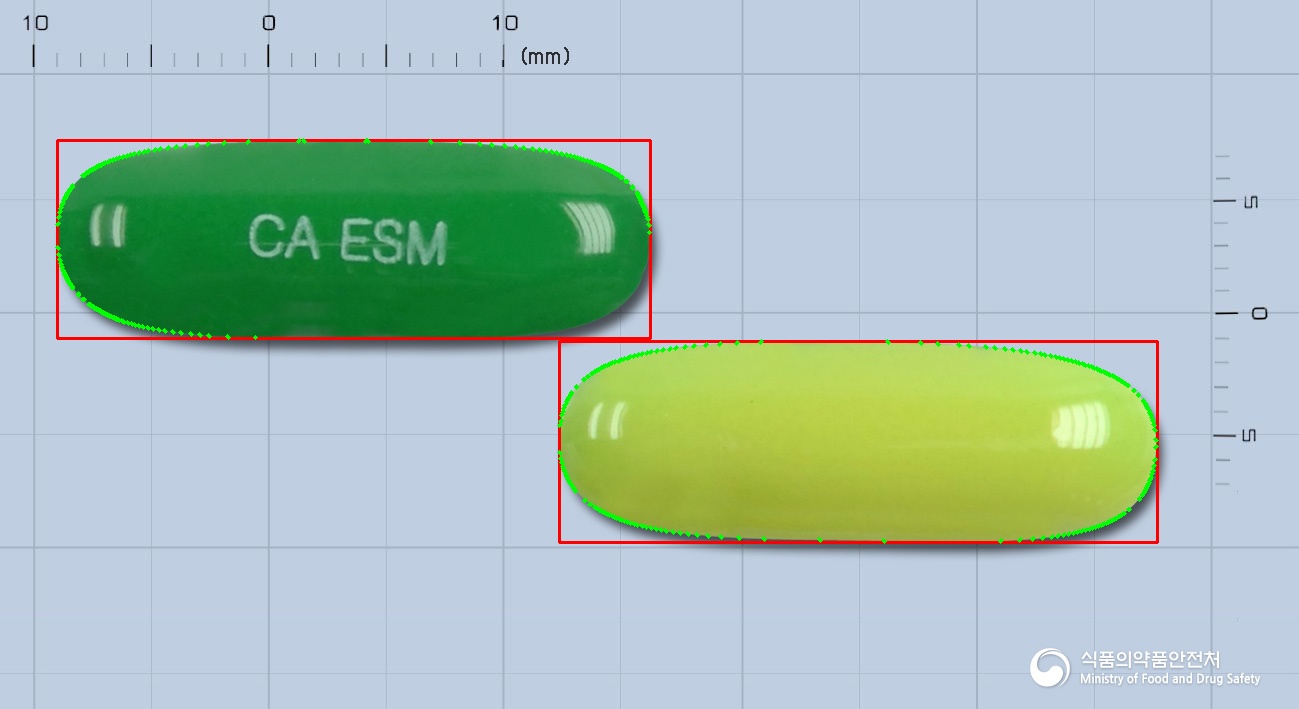 10 0 10
(mm)
CA ESM
5
0
5
식품의약품안전처
Ministry of Food and Drug Safety